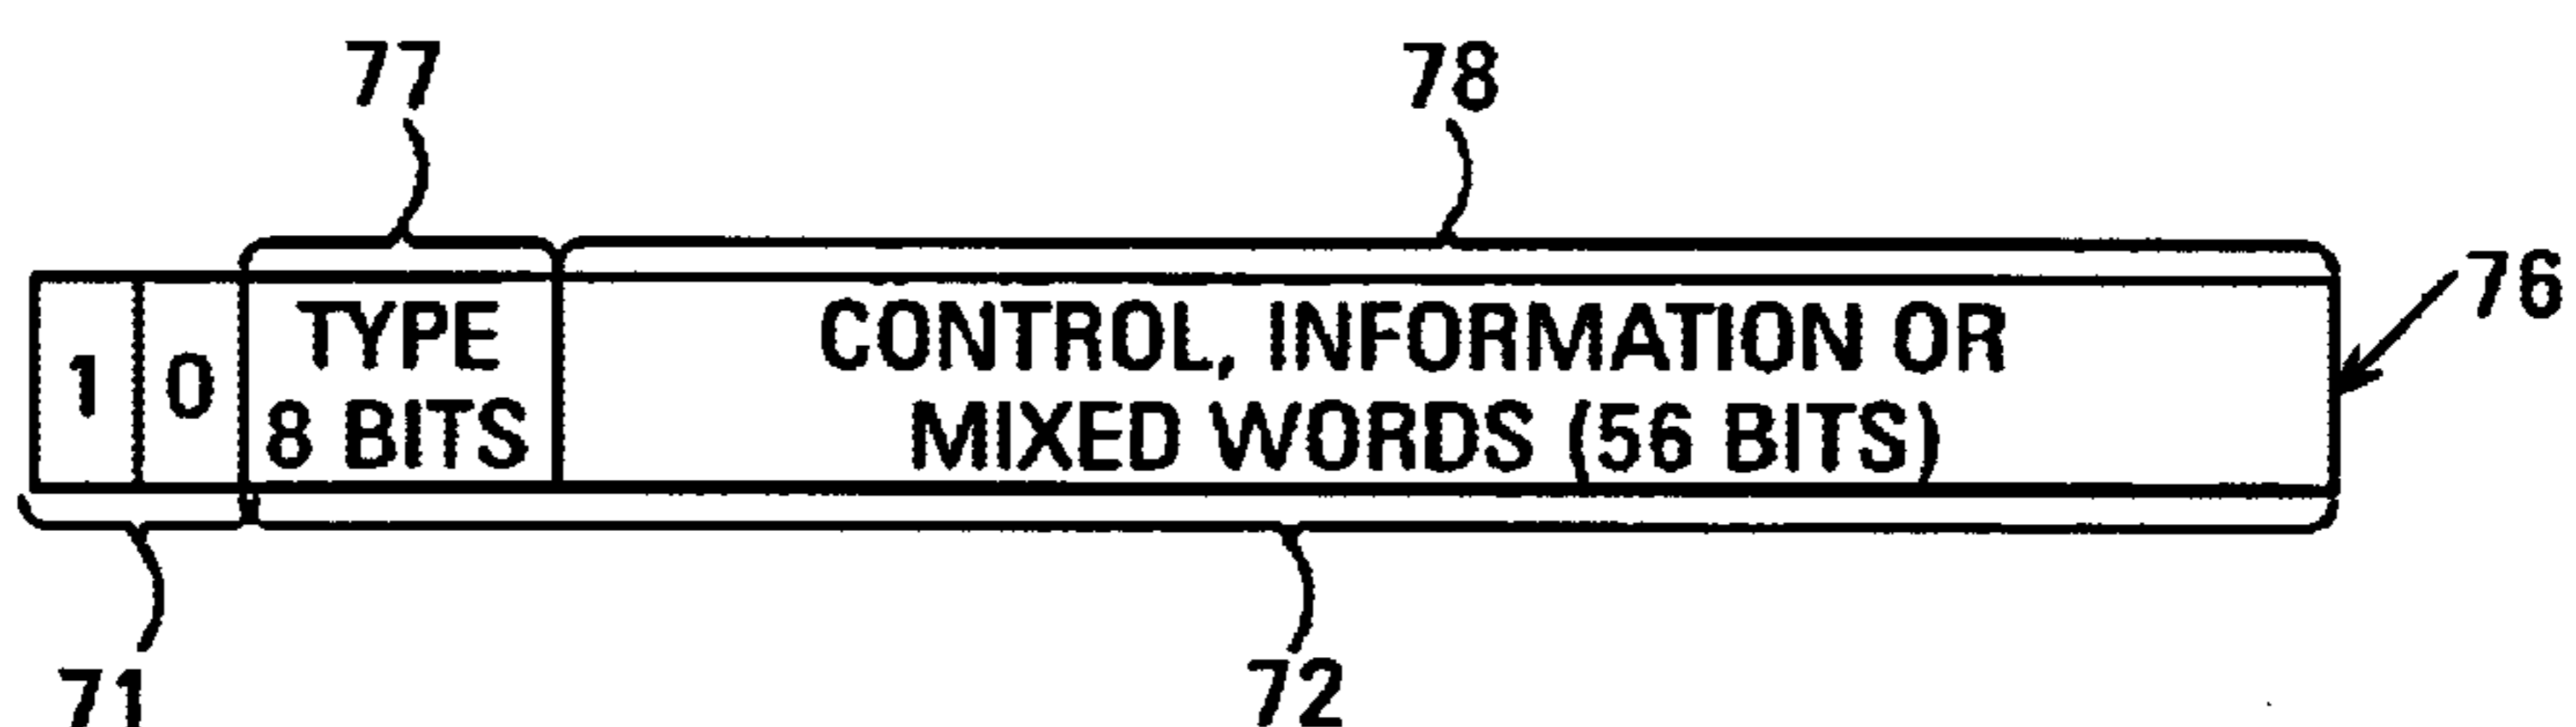 77 78
76
1 0 TYPE 8 BITS CONTROL, INFORMATION OR MIXED WORDS (56 BITS)
71 72